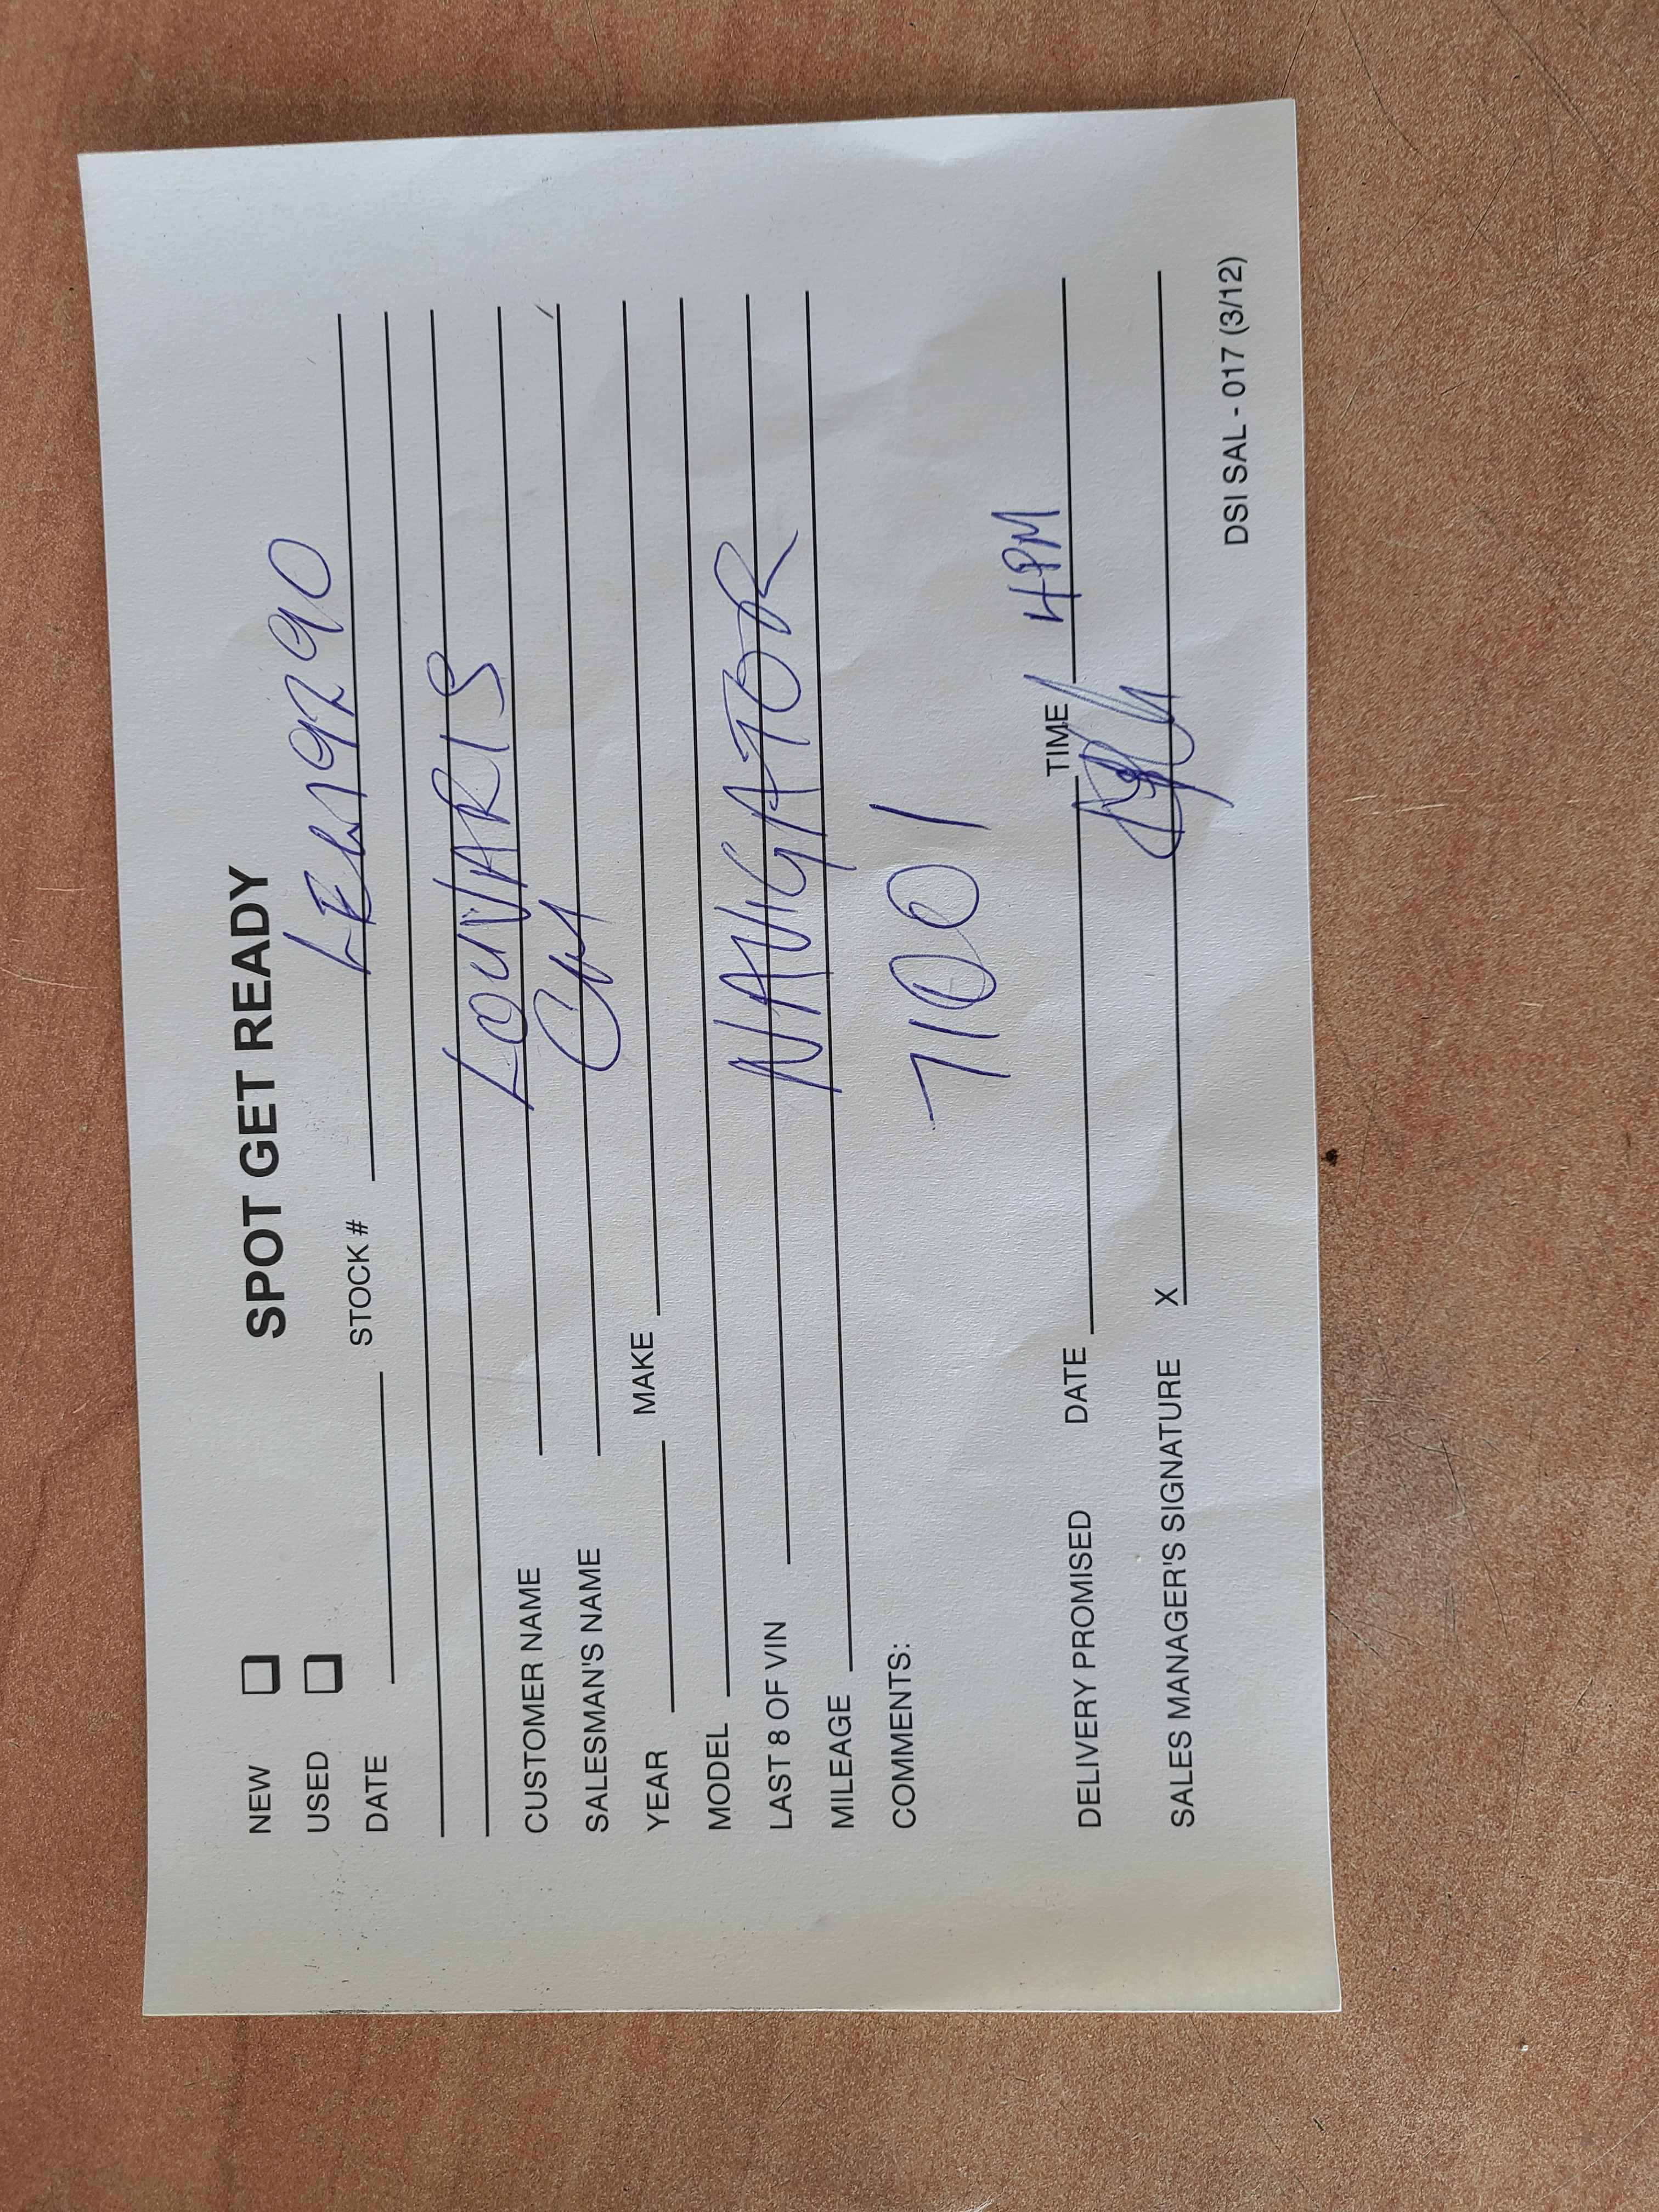 SPOT GET READY
NEW
USED
DATE STOCK #
CUSTOMER NAME LOUVARIS
SALESMAN'S NAME
YEAR MAKE
MODEL
LAST 8 OF VIN NAVIGATOR
MILEAGE
COMMENTS: 71001
DELIVERY PROMISED DATE TIME 4PM
SALES MANAGER'S SIGNATURE X
DSI SAL - 017 (3/12)